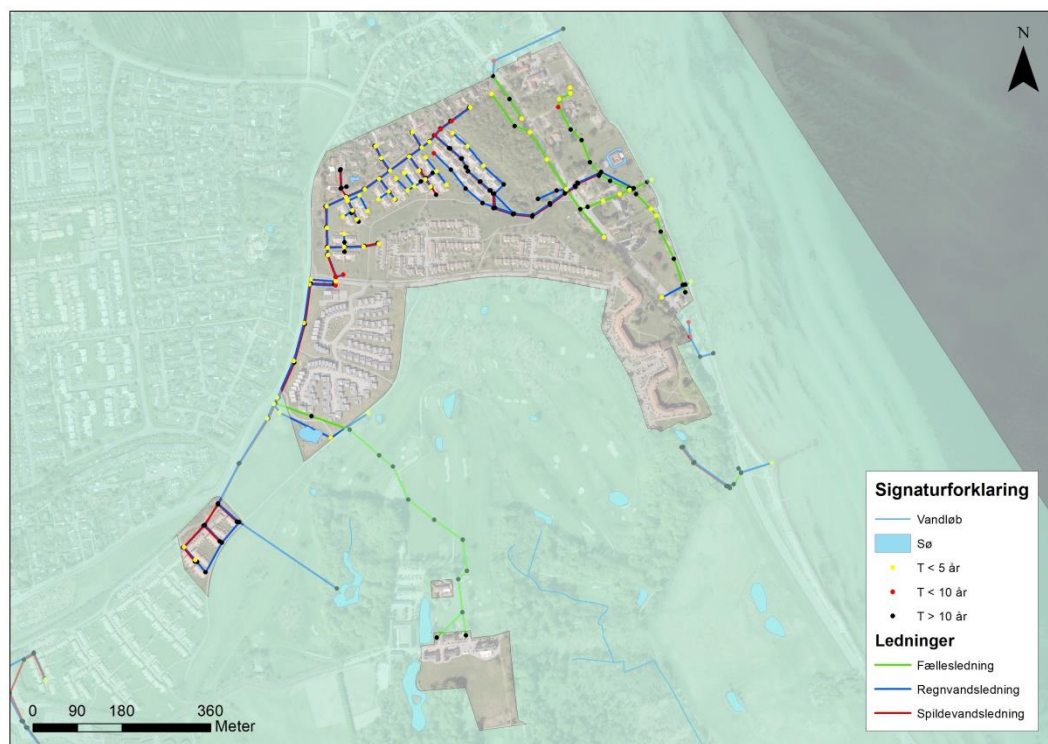 N
Signaturforklaring
Vandløb
Sø
T < 5 år
T < 10 år
T > 10 år
Ledninger
Fællesledning
Regnvandsledning
Spildevandsledning
0 90 180 360
Meter